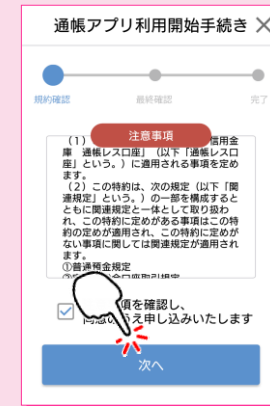 通帳アプリ利用開始手続き ×
規約確認 最終確認 完了
注意事項
(1) 信用金
庫 通帳レス口座」(以下「通帳レス口
座」という。)に適用される事項を定め
ます。
(2)この特約は、次の規定(以下「関
連規定」という。)の一部を構成すると
ともに関連規定と一体として取り扱わ
れ、この特約に定めがある事項はこの特
約の定めが適用され、この特約に定めが
ない事項に関しては関連規定が適用され
ます。
①普通預金規定
項を確認し、
同意のうえ申し込みいたします
次へ